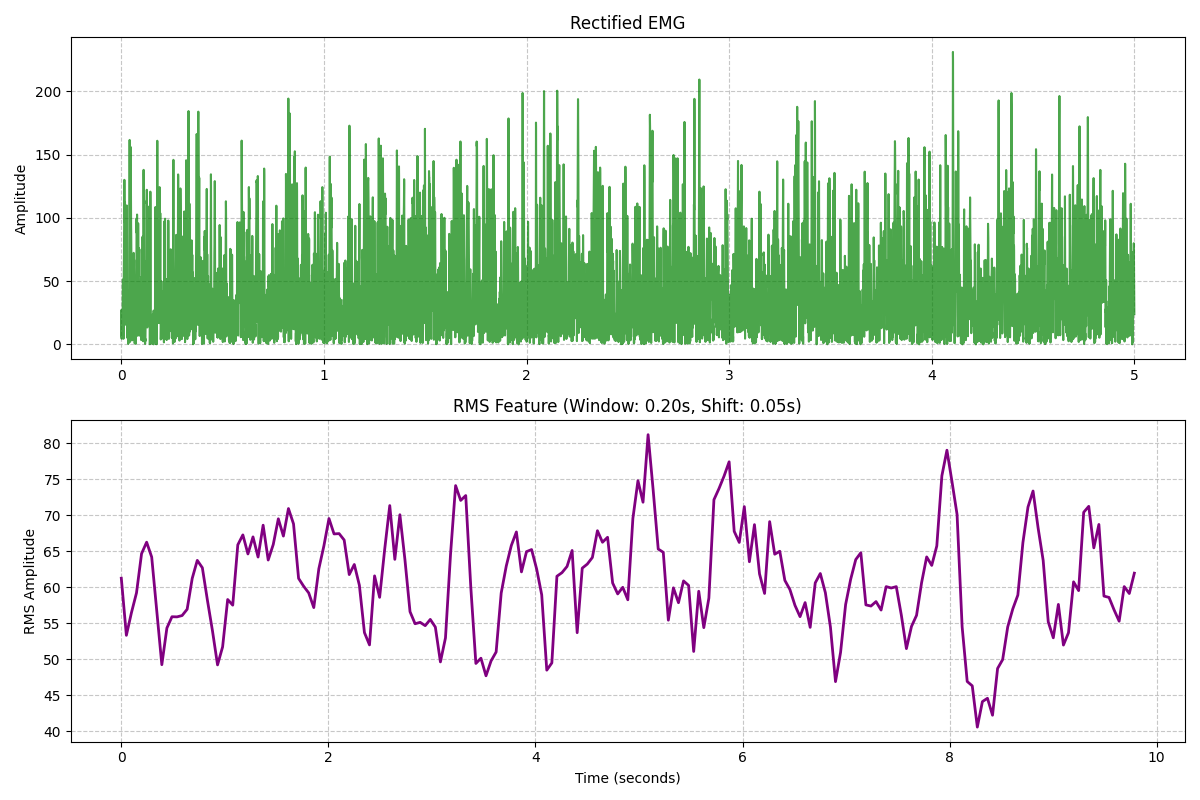 Rectified EMG
Amplitude
200
150
100
50
0
0 1 2 3 4 5
RMS Feature (Window: 0.20s, Shift: 0.05s)
RMS Amplitude
80
75
70
65
60
55
50
45
40
0 2 4 6 8 10
Time (seconds)